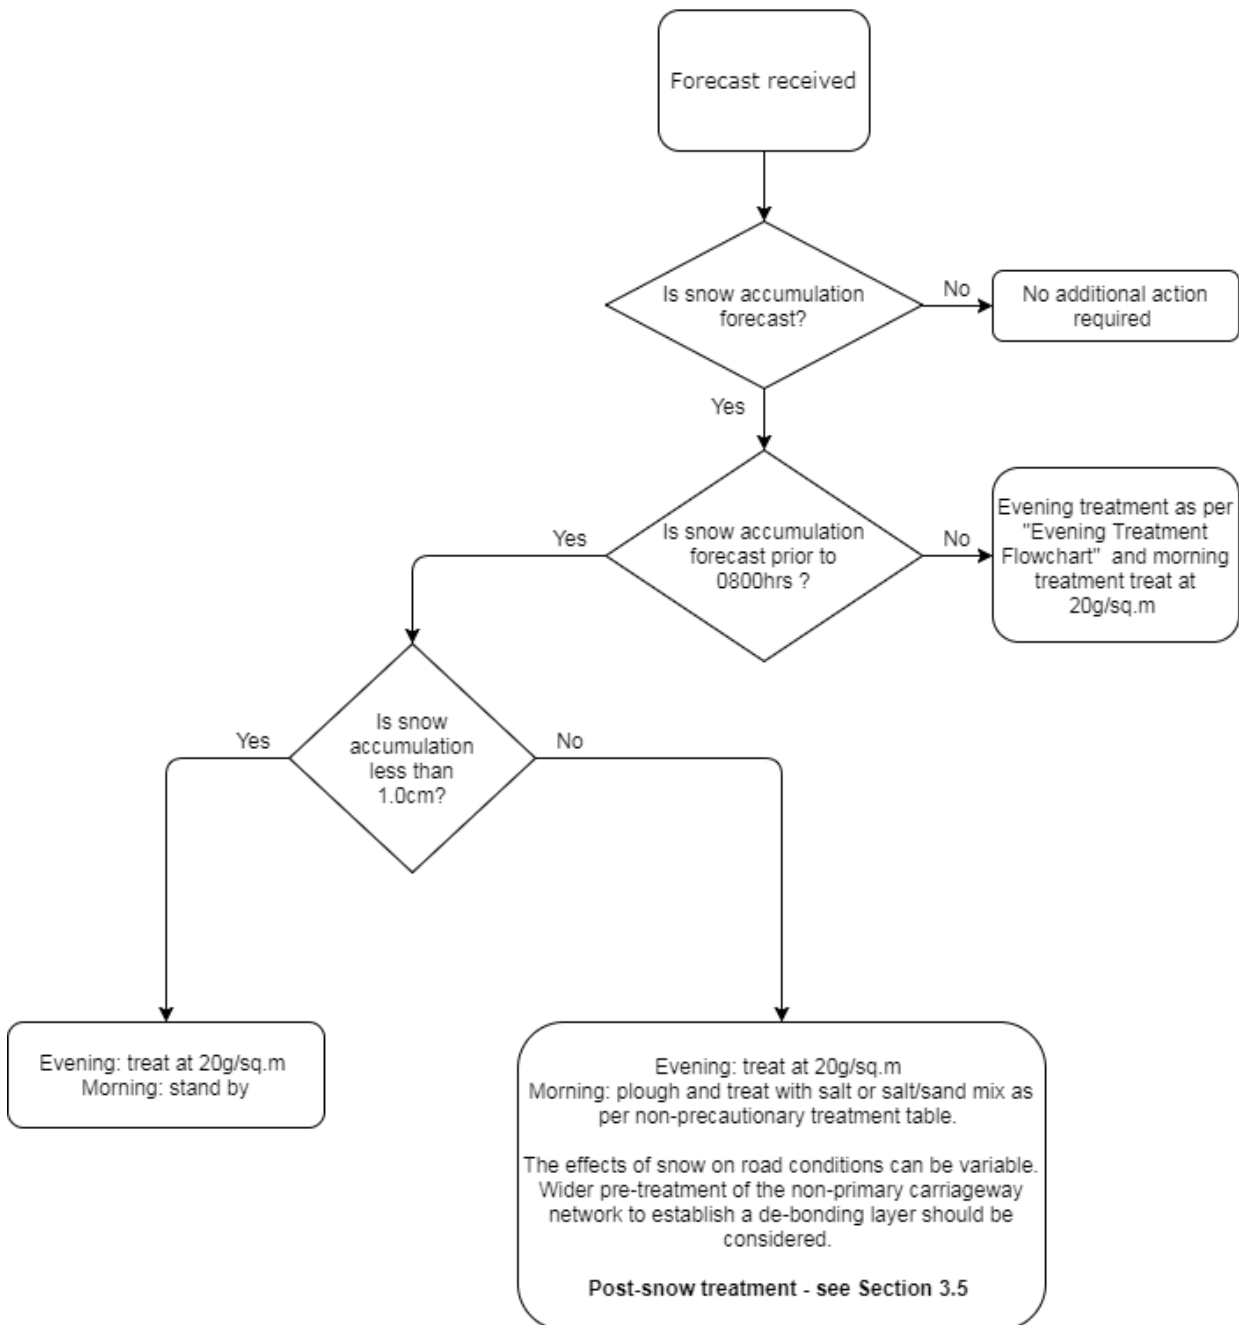 Forecast received
Is snow accumulation
forecast?
No
No additional action
required
Yes
Is snow accumulation
forecast prior to
0800hrs ?
Yes
No
Evening treatment as per
"Evening Treatment
Flowchart"  and morning
treatment treat at
20g/sq.m
Is snow
accumulation
less than
1.0cm?
Yes
No
Evening: treat at 20g/sq.m
Morning: stand by
Evening: treat at 20g/sq.m
Morning: plough and treat with salt or salt/sand mix as
per non-precautionary treatment table.
The effects of snow on road conditions can be variable.
Wider pre-treatment of the non-primary carriageway
network to establish a de-bonding layer should be
considered.
Post-snow treatment - see Section 3.5